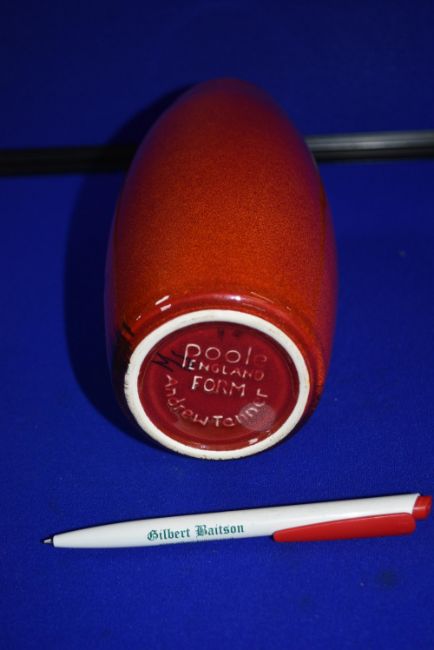 poole
ENGLAND
FORM
Andrew Tanner
Gilbert Baitson